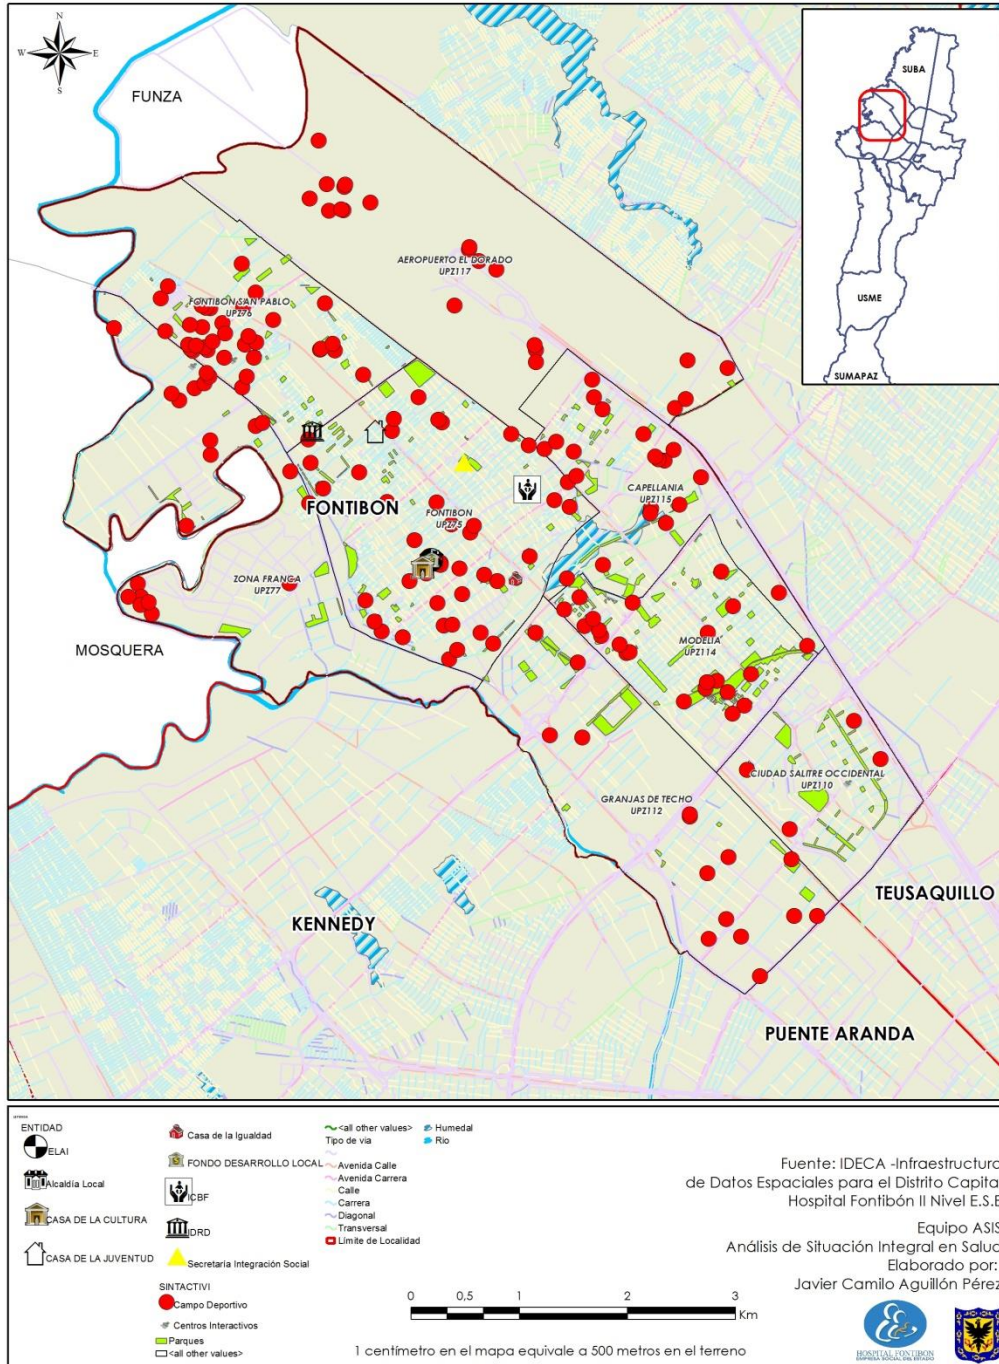 N
W E
S
FUNZA
SUBA
USME
SUMAPAZ
AEROPUERTO EL DORADO
UPZ117
FONTIBON SAN PABLO
UPZ76
CAPELLANIA
UPZ115
FONTIBON
FONTIBON
UPZ75
ZONA FRANCA
UPZ77
MOSQUERA
MODELIA
UPZ114
CIUDAD SALITRE OCCIDENTAL
UPZ110
GRANJAS DE TECHO
UPZ112
TEUSAQUILLO
KENNEDY
PUENTE ARANDA
ENTIDAD
ELAI
Alcaldía Local
CASA DE LA CULTURA
CASA DE LA JUVENTUD
Casa de la Igualdad
FONDO DESARROLLO LOCAL
ICBF
IDRD
Secretaría Integración Social
SINTACTIVI
Campo Deportivo
Centros Interactivos
Parques
<all other values>
<all other values>
Tipo de via
Avenida Calle
Avenida Carrera
Calle
Carrera
Diagonal
Transversal
Límite de Localidad
Humedal
Rio
Fuente: IDECA -Infraestructura
de Datos Espaciales para el Distrito Capital
Hospital Fontibón II Nivel E.S.E
Equipo ASIS
Análisis de Situación Integral en Salud
Elaborado por:
Javier Camilo Aguillón Pérez
0 0,5 1 2 3
Km
1 centímetro en el mapa equivale a 500 metros en el terreno
HOSPITAL FONTIBON
EMPRESA SOCIAL DEL ESTADO